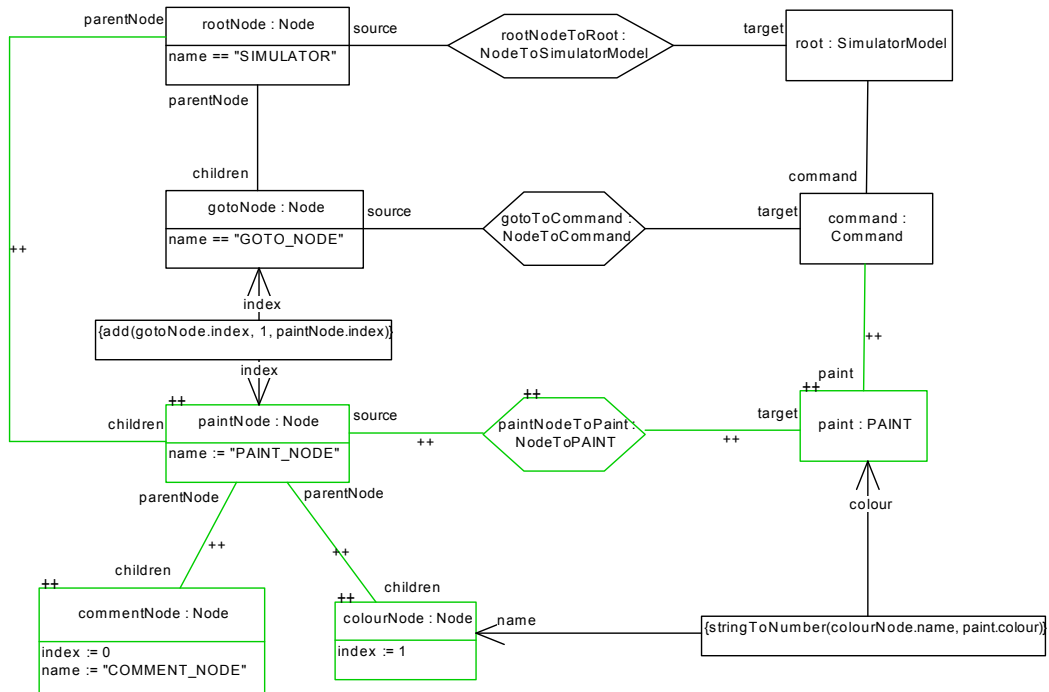 parentNode
rootNode : Node
name == "SIMULATOR"
source
rootNodeToRoot :
NodeToSimulatorModel
target
root : SimulatorModel
parentNode
children
command
gotoNode : Node
name == "GOTO_NODE"
source
gotoToCommand :
NodeToCommand
target
command :
Command
++
index
{add(gotoNode.index, 1, paintNode.index)}
index
++
paint
++
++
++
children
paintNode : Node
name := "PAINT_NODE"
source
++
paintNodeToPaint :
NodeToPAINT
++
target
paint : PAINT
parentNode
parentNode
colour
++
++
children
children
++
commentNode : Node
index := 0
name := "COMMENT_NODE"
++
colourNode : Node
index := 1
name
{stringToNumber(colourNode.name, paint.colour)}